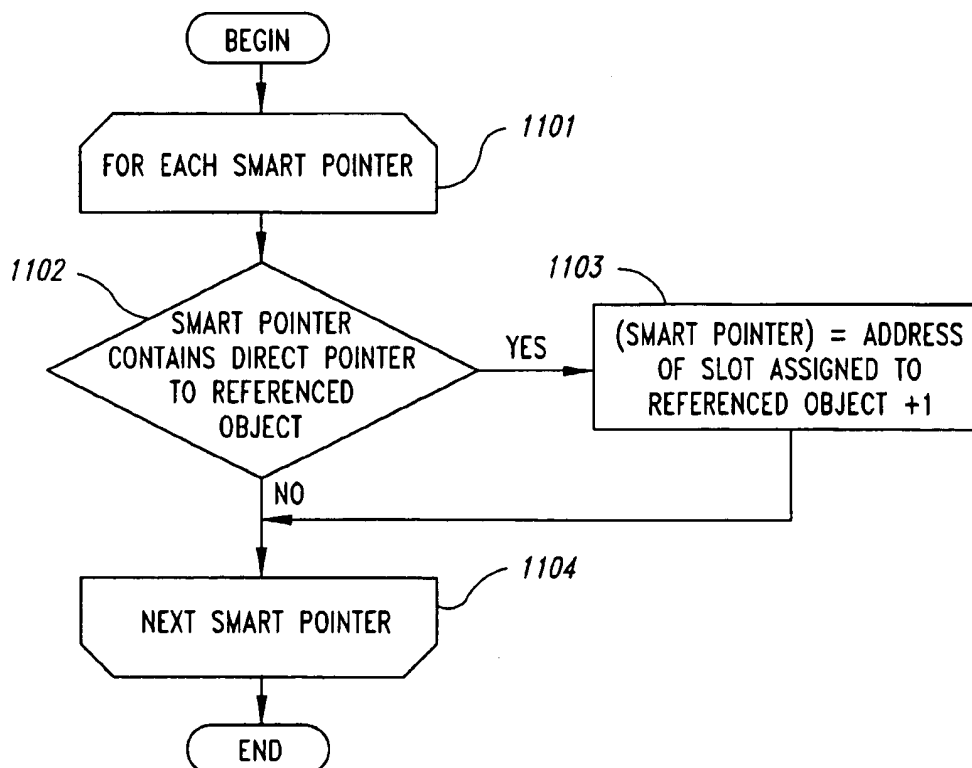 BEGIN
1101
FOR EACH SMART POINTER
1102
SMART POINTER
CONTAINS DIRECT POINTER
TO REFERENCED
OBJECT
YES
1103
(SMART POINTER) = ADDRESS
OF SLOT ASSIGNED TO
REFERENCED OBJECT +1
NO
1104
NEXT SMART POINTER
END